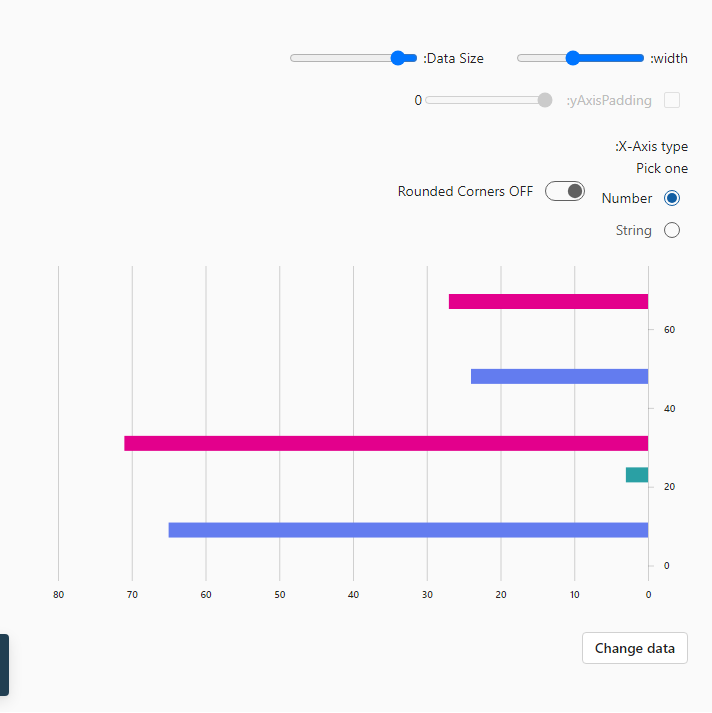 :width
:Data Size
:yAxisPadding
0
:X-Axis type
Pick one
Number
String
Rounded Corners OFF
60
40
20
0
80 70 60 50 40 30 20 10 0
Change data